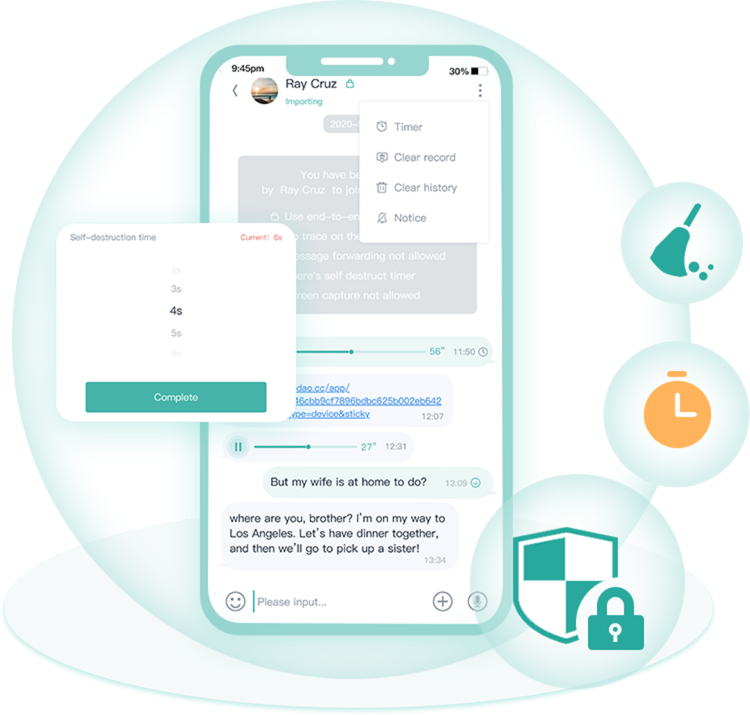 9:45pm
30%
Ray Cruz
Importing
2020-
Timer
Clear record
Clear history
Notice
You have be
by Ray Cruz to joi
Use end-to-en
trace on the
essage forwarding not allowed
ere's self destruct timer
reen capture not allowed
Self-destruction time
Current: 6s
2s
3s
4s
5s
Complete
56"
11:50
dao.cc/app/
46cbb9cf7896bdbc625b002eb642
ype=device&sticky
12:07
27"
12:31
But my wife is at home to do?
13:09
where are you, brother? I'm on my way to
Los Angeles. Let's have dinner together,
and then we'll go to pick up a sister!
13:34
Please input...